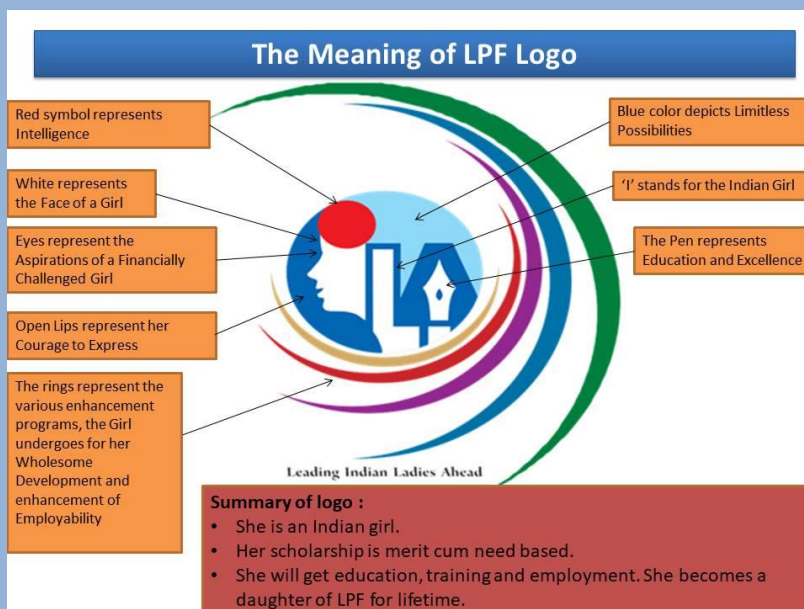 The Meaning of LPF Logo
Red symbol represents
Intelligence
White represents
the Face of a Girl
Eyes represent the
Aspirations of a Financially
Challenged Girl
Open Lips represent her
Courage to Express
The rings represent the
various enhancement
programs, the Girl
undergoes for her
Wholesome
Development and
enhancement of
Employability
Blue color depicts Limitless
Possibilities
‘I’ stands for the Indian Girl
The Pen represents
Education and Excellence
Leading Indian Ladies Ahead
Summary of logo :
• She is an Indian girl.
• Her scholarship is merit cum need based.
• She will get education, training and employment. She becomes a
daughter of LPF for lifetime.